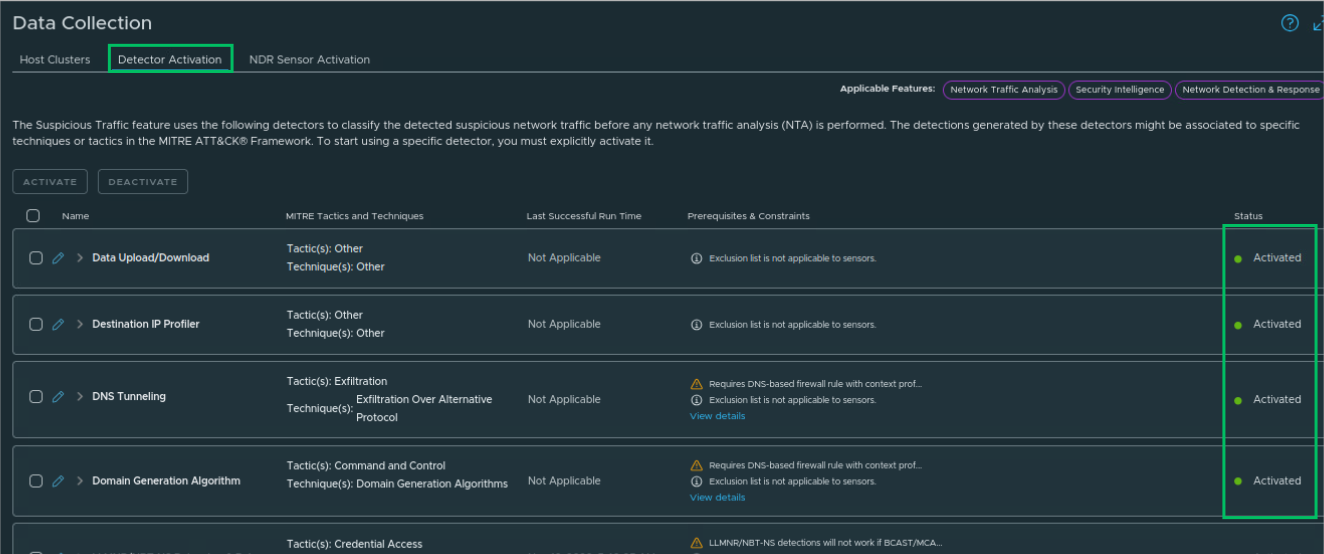 Data Collection
Host Clusters Detector Activation NDR Sensor Activation
Applicable Features: Network Traffic Analysis Security Intelligence Network Detection & Response
The Suspicious Traffic feature uses the following detectors to classify the detected suspicious network traffic before any network traffic analysis (NTA) is performed. The detections generated by these detectors might be associated to specific
techniques or tactics in the MITRE ATT&CK® Framework. To start using a specific detector, you must explicitly activate it.
ACTIVATE DEACTIVATE
Name MITRE Tactics and Techniques Last Successful Run Time Prerequisites & Constraints Status
Data Upload/Download
Tactic(s): Other
Technique(s): Other
Not Applicable
Exclusion list is not applicable to sensors.
Activated
Destination IP Profiler
Tactic(s): Other
Technique(s): Other
Not Applicable
Exclusion list is not applicable to sensors.
Activated
DNS Tunneling
Tactic(s): Exfiltration
Technique(s): Exfiltration Over Alternative
Protocol
Not Applicable
Requires DNS-based firewall rule with context prof...
Exclusion list is not applicable to sensors.
View details
Activated
Domain Generation Algorithm
Tactic(s): Command and Control
Technique(s): Domain Generation Algorithms
Not Applicable
Requires DNS-based firewall rule with context prof...
Exclusion list is not applicable to sensors.
View details
Activated
Tactic(s): Credential Access
LLMNR/NBT-NS detections will not work if BCAST/MCA...